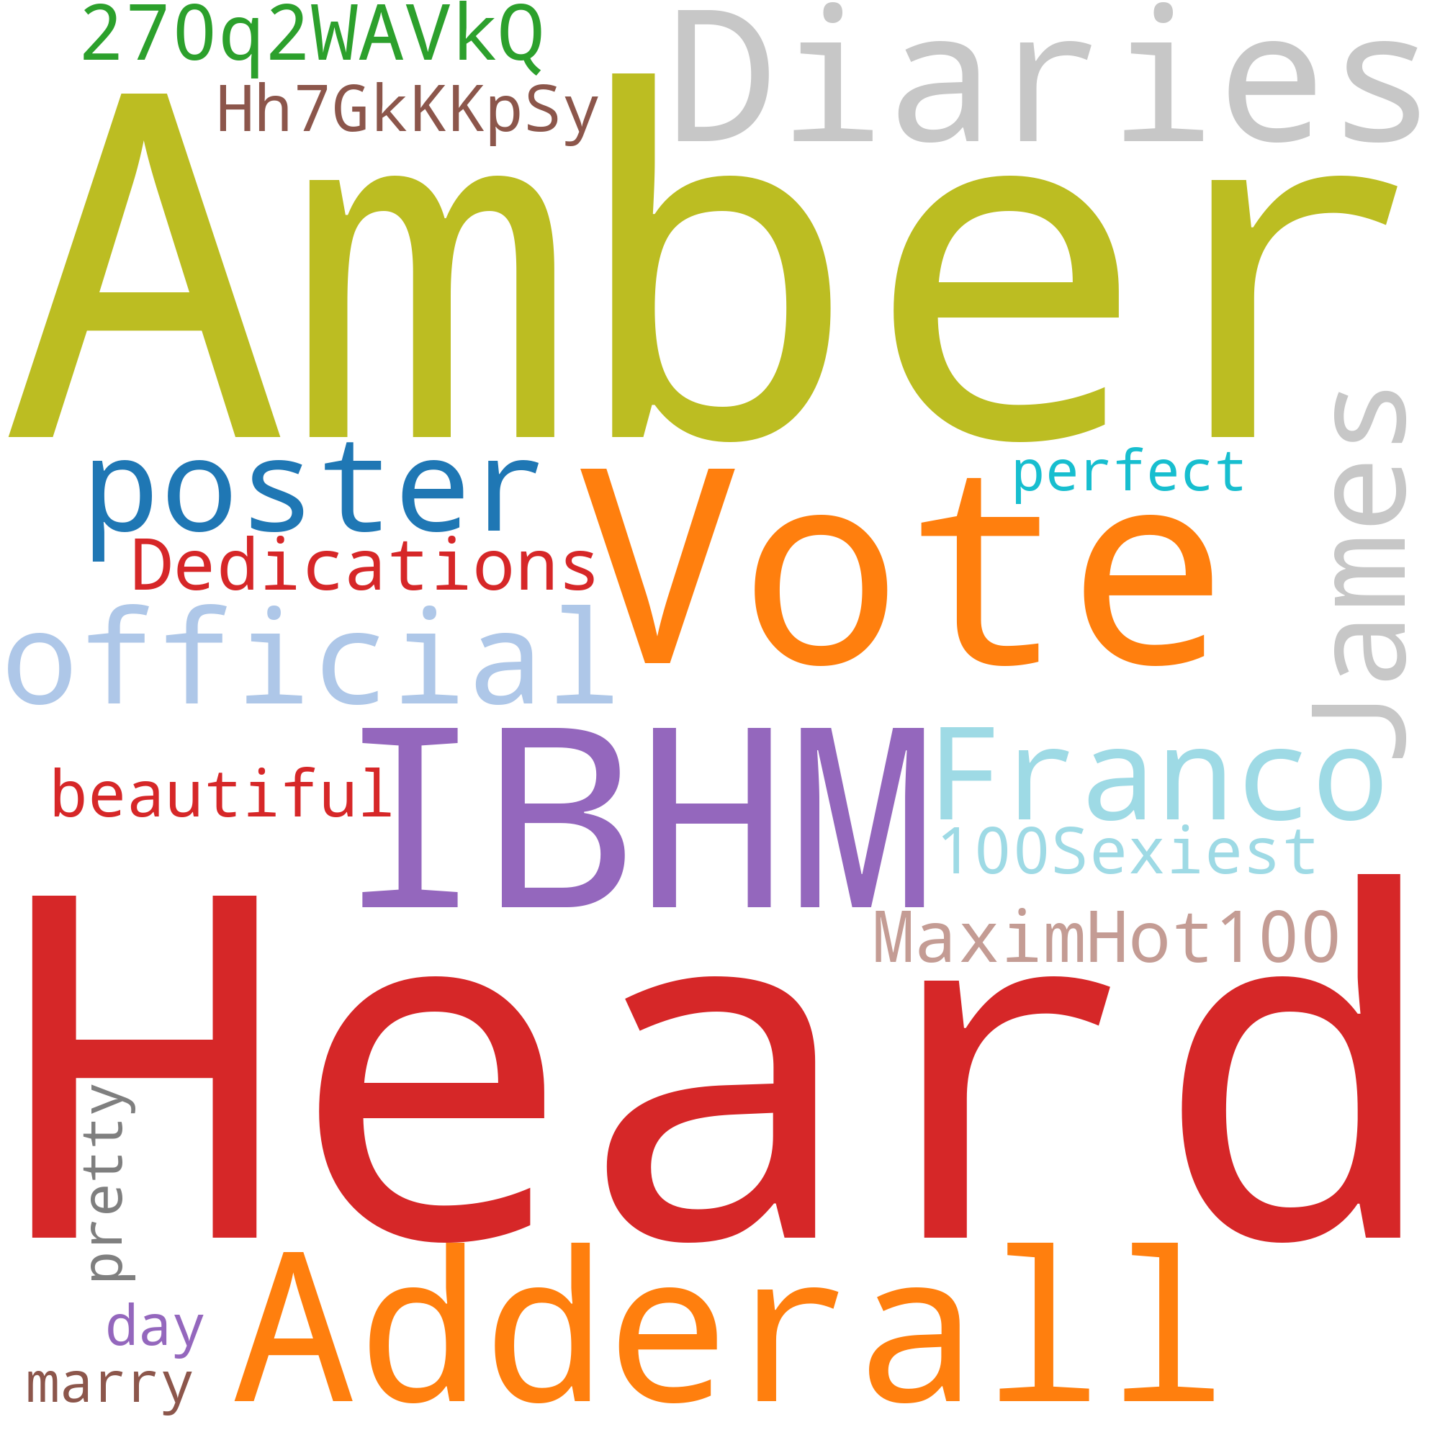 27Oq2WAVkQ
Diaries
Hh7GkKKpSy
Amber
James
poster
Vote
perfect
Dedications
official
IBHM
Franco
beautiful
100Sexiest
Heard
MaximHot100
pretty
Adderall
day
marry